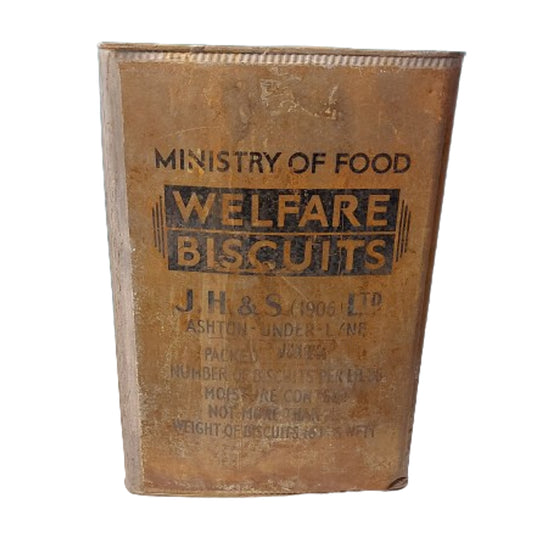 MINISTRY OF FOOD
WELFARE
BISCUITS
J. H. & S. (1906) LTD
ASHTON-UNDER-LYNE
PACKED
NUMBER OF BISCUITS PER
MOISTURE CONTENT
NOT MORE THAN
WEIGHT OF BISCUITS